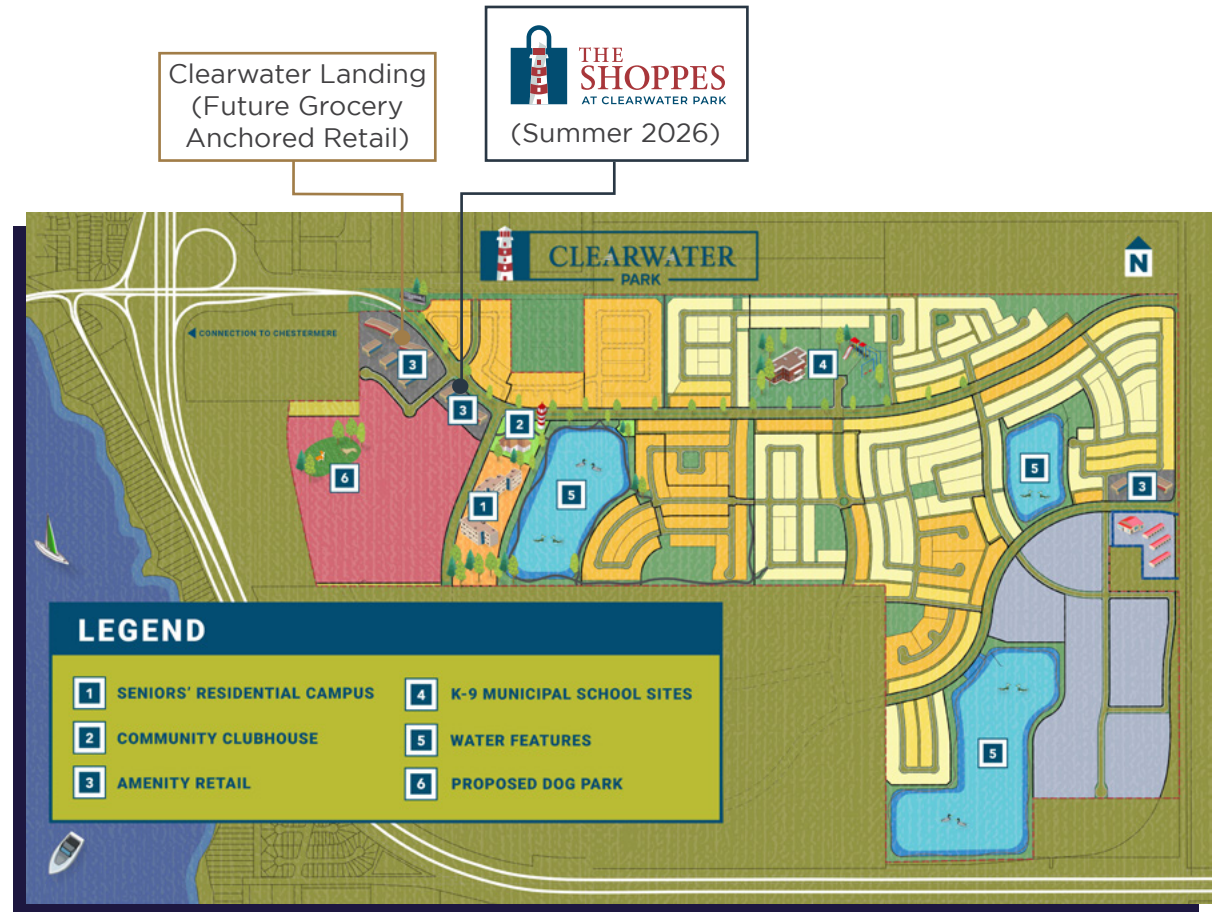 Clearwater Landing
(Future Grocery
Anchored Retail)
THE
SHOPPES
AT CLEARWATER PARK
(Summer 2026)
CLEARWATER
PARK
N
CONNECTION TO CHESTERMERE
3
4
3
2
6
1
5
5
3
5
LEGEND
1 SENIORS' RESIDENTIAL CAMPUS
2 COMMUNITY CLUBHOUSE
3 AMENITY RETAIL
4 K-9 MUNICIPAL SCHOOL SITES
5 WATER FEATURES
6 PROPOSED DOG PARK